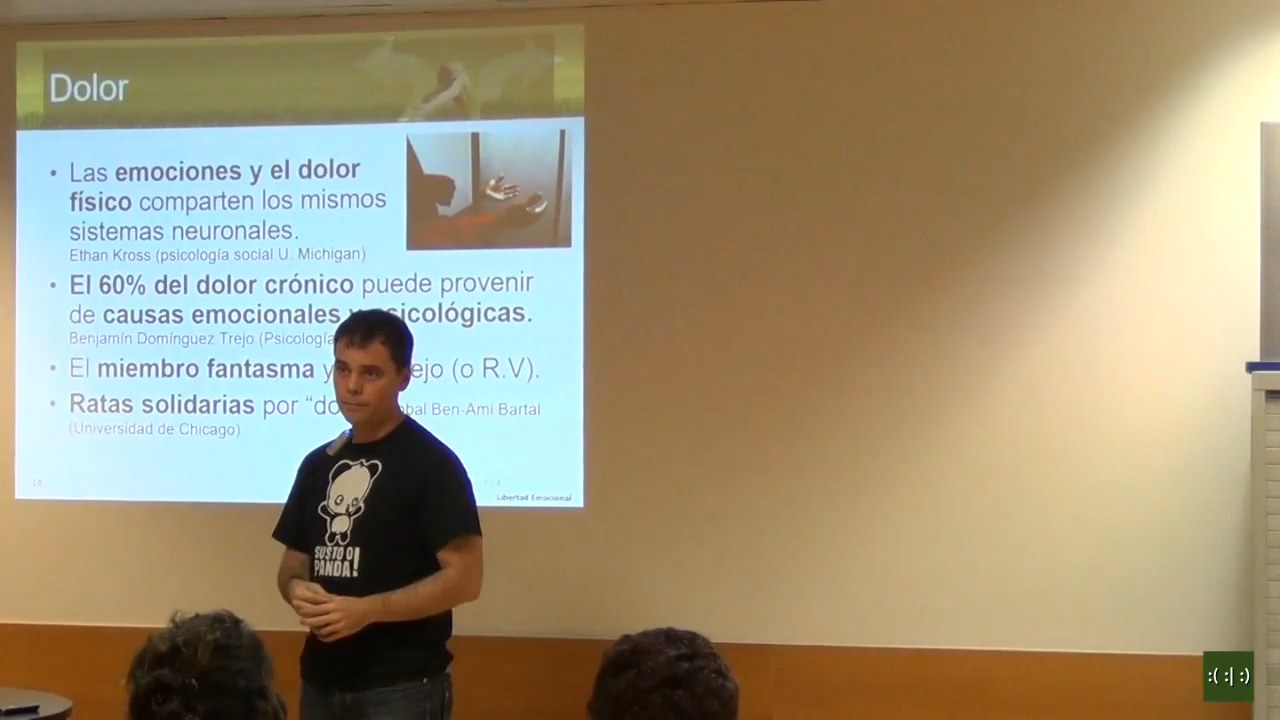 Dolor
• Las emociones y el dolor
físico comparten los mismos
sistemas neuronales.
Ethan Kross (psicología social U. Michigan)
• El 60% del dolor crónico puede provenir
de causas emocionales y psicológicas.
Benjamín Domínguez Trejo (Psicología
• El miembro fantasma y ejo (o R.V).
• Ratas solidarias por “do bal Ben-Ami Bartal
(Universidad de Chicago)
Libertad Emocional
SUSTO O
PANDA!
:( :| :)